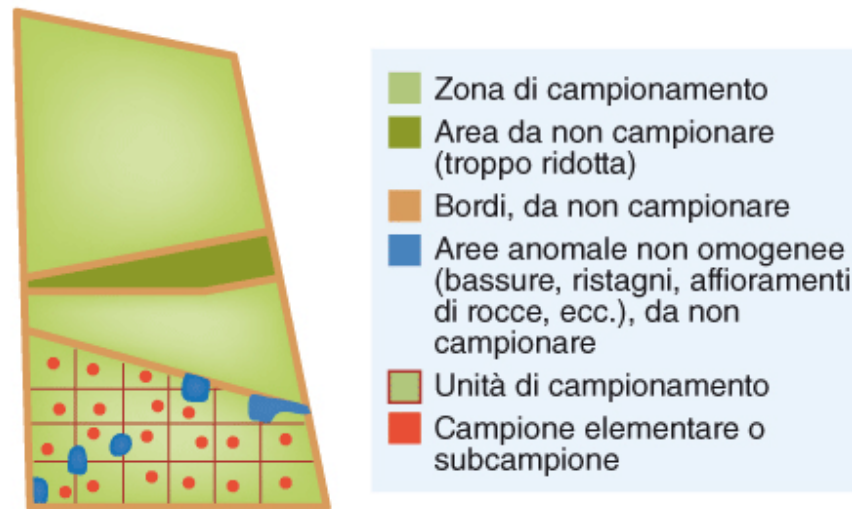 Zona di campionamento
Area da non campionare
(troppo ridotta)
Bordi, da non campionare
Aree anomale non omogenee
(bassure, ristagni, affioramenti
di rocce, ecc.), da non
campionare
Unità di campionamento
Campione elementare o
subcampione